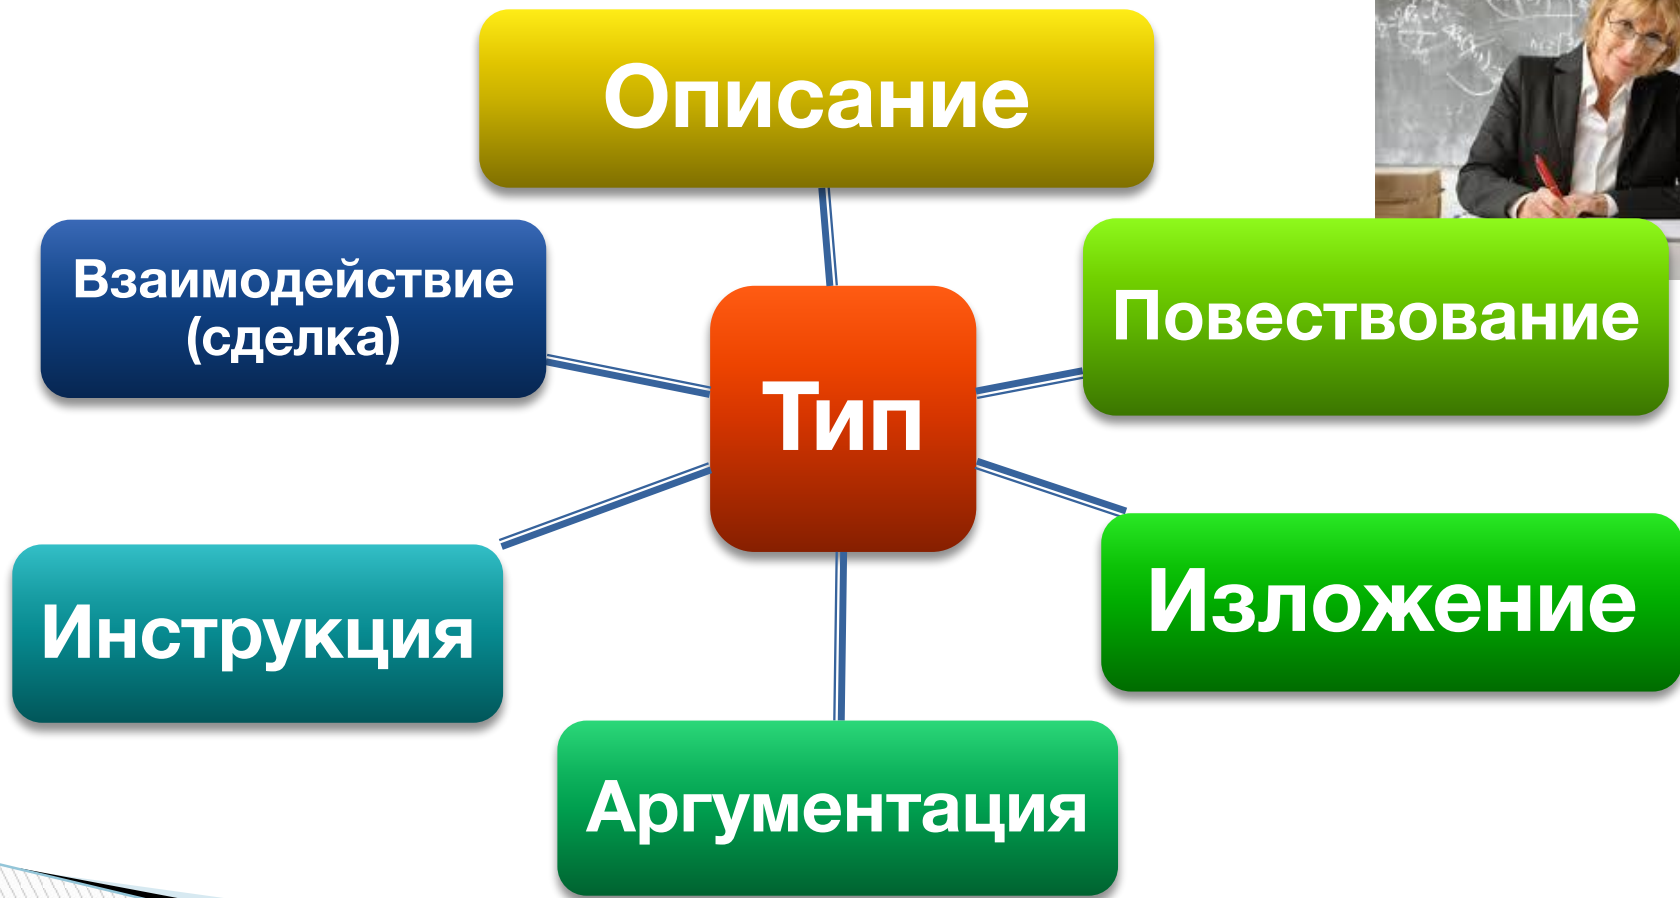 Описание
Взаимодействие
(сделка)
Повествование
Тип
Изложение
Инструкция
Аргументация